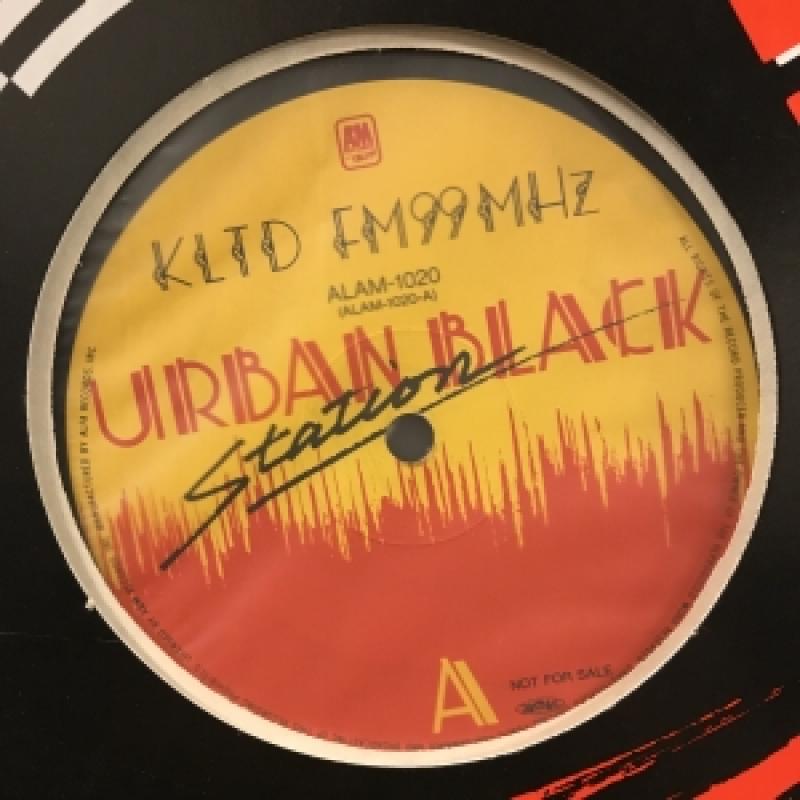 A&M
KLTD FM99MHZ
ALAM-1020
(ALAM-1020-A)
URBAN BLACK
Station
A
NOT FOR SALE